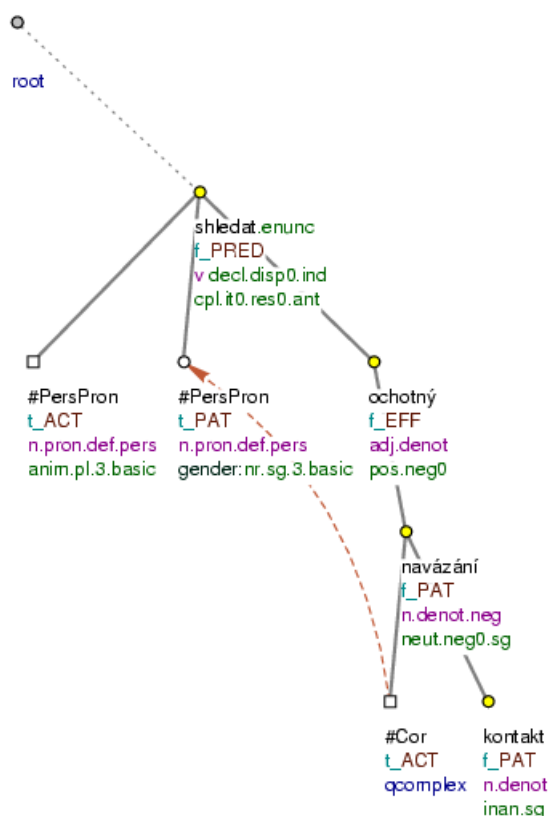 root
shledat.enunc
f_PRED
v decl.disp0.ind
cpl.it0.res0.ant
#PersPron
t_ACT
n.pron.def.pers
anim.pl.3.basic
#PersPron
t_PAT
n.pron.def.pers
gender:nr.sg.3.basic
ochotný
f_EFF
adj.denot
pos.neg0
navázání
f_PAT
n.denot.neg
neut.neg0.sg
#Cor
t_ACT
qcomplex
kontakt
f_PAT
n.denot
inan.sg